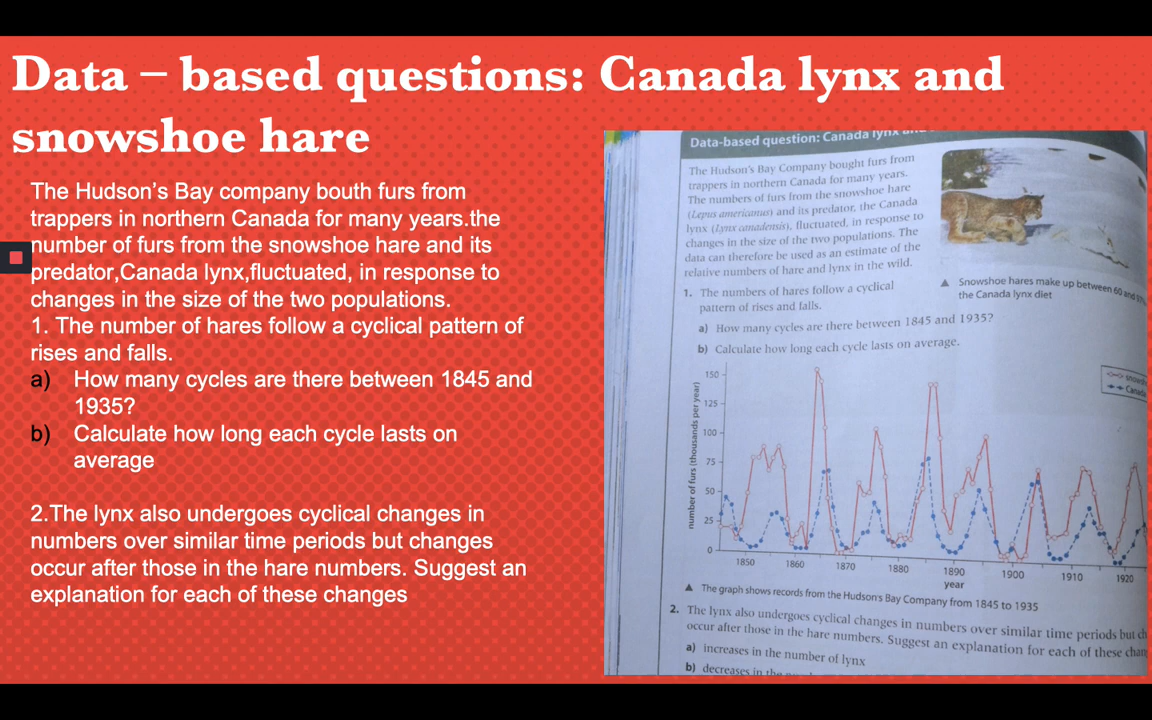 Data – based questions: Canada lynx and
snowshoe hare
The Hudson's Bay company bouth furs from
trappers in northern Canada for many years.the
number of furs from the snowshoe hare and its
predator,Canada lynx,fluctuated, in response to
changes in the size of the two populations.
1. The number of hares follow a cyclical pattern of
rises and falls.
a) How many cycles are there between 1845 and
1935?
b) Calculate how long each cycle lasts on
average
2.The lynx also undergoes cyclical changes in
numbers over similar time periods but changes
occur after those in the hare numbers. Suggest an
explanation for each of these changes
Data-based question: Canada lynx
The Hudson's Bay Company bought furs from
trappers in northern Canada for many years.
The numbers of furs from the snowshoe hare
(Lepus americanus) and its predator, the Canada
lynx (Lynx canadensis), fluctuated, in response to
changes in the size of the two populations. The
data can therefore be used as an estimate of the
relative numbers of hare and lynx in the wild.
▲ Snowshoe hares make up between 60 and
the Canada lynx diet
1. The numbers of hares follow a cyclical
pattern of rises and falls.
a) How many cycles are there between 1845 and 1935?
b) Calculate how long each cycle lasts on average.
number of furs (thousands per year)
150
125
100
75
50
25
0
Canada
1850 1860 1870 1880 1890 1900 1910 1920
year
▲ The graph shows records from the Hudson's Bay Company from 1845 to 1935
2. The lynx also undergoes cyclical changes in numbers over similar time periods but
occur after those in the hare numbers. Suggest an explanation for each of these
a) increases in the number of lynx
b) decreases in the